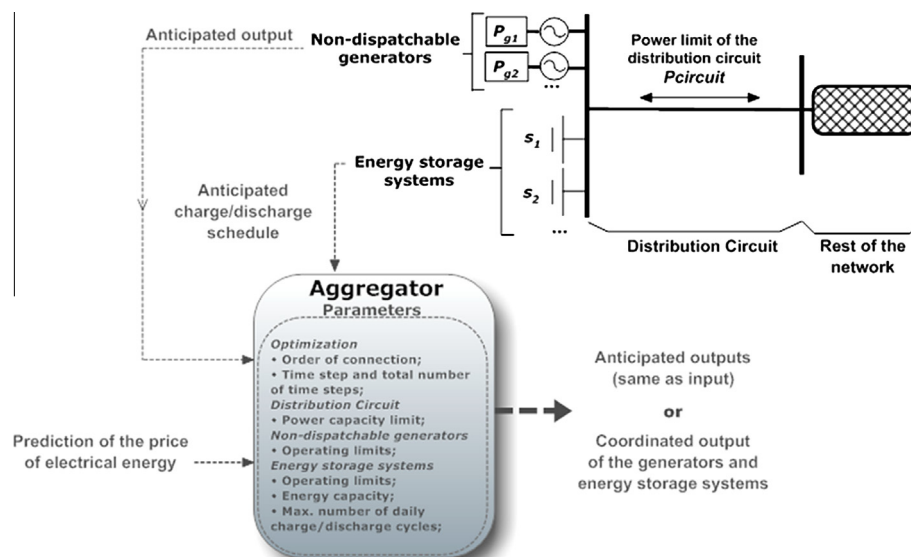 Anticipated output
Non-dispatchable
generators
Pg1
Pg2
...
Power limit of the
distribution circuit
Pcircuit
Energy storage
systems
S1
S2
...
Anticipated
charge/discharge
schedule
Distribution Circuit
Rest of the
network
Aggregator
Parameters
Optimization
• Order of connection;
• Time step and total number
of time steps;
Distribution Circuit
• Power capacity limit;
Non-dispatchable generators
• Operating limits;
Energy storage systems
• Operating limits;
• Energy capacity;
• Max. number of daily
charge/discharge cycles;
Prediction of the price
of electrical energy
Anticipated outputs
(same as input)
or
Coordinated output
of the generators and
energy storage systems